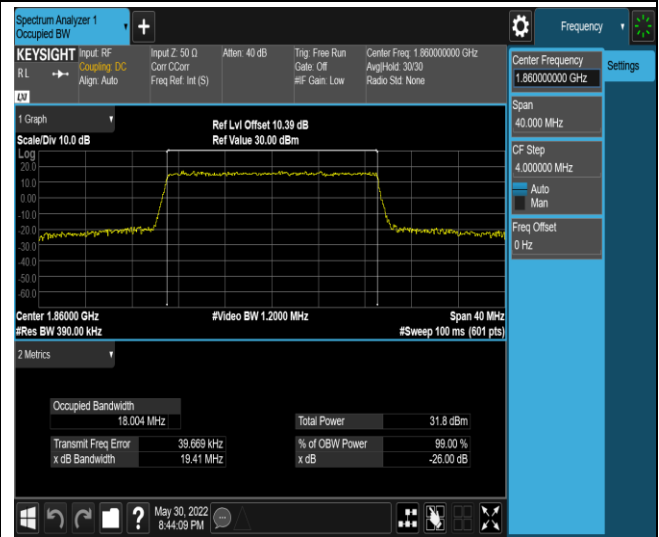 Spectrum Analyzer 1
Occupied BW
Frequency
KEYSIGHT
RL
Input: RF
Coupling: DC
Align: Auto
Input Z: 50 Ω
Corr CCorr
Freq Ref: Int (S)
Atten: 40 dB
Trig: Free Run
Gate: Off
#IF Gain: Low
Center Freq: 1.860000000 GHz
Avg|Hold: 30/30
Radio Std: None
LXI
Center Frequency
1.860000000 GHz
Settings
Span
40.000 MHz
CF Step
4.000000 MHz
Auto
Man
Freq Offset
0 Hz
1 Graph
Scale/Div 10.0 dB
Ref Lvl Offset 10.39 dB
Ref Value 30.00 dBm
Log
20.0
10.0
0.00
-10.0
-20.0
-30.0
-40.0
-50.0
-60.0
Center 1.86000 GHz
#Video BW 1.2000 MHz
Span 40 MHz
#Res BW 390.00 kHz
#Sweep 100 ms (601 pts)
2 Metrics
Occupied Bandwidth
18.004 MHz
Total Power 31.8 dBm
Transmit Freq Error 39.669 kHz
% of OBW Power 99.00 %
x dB Bandwidth 19.41 MHz
x dB -26.00 dB
?
May 30, 2022
8:44:09 PM